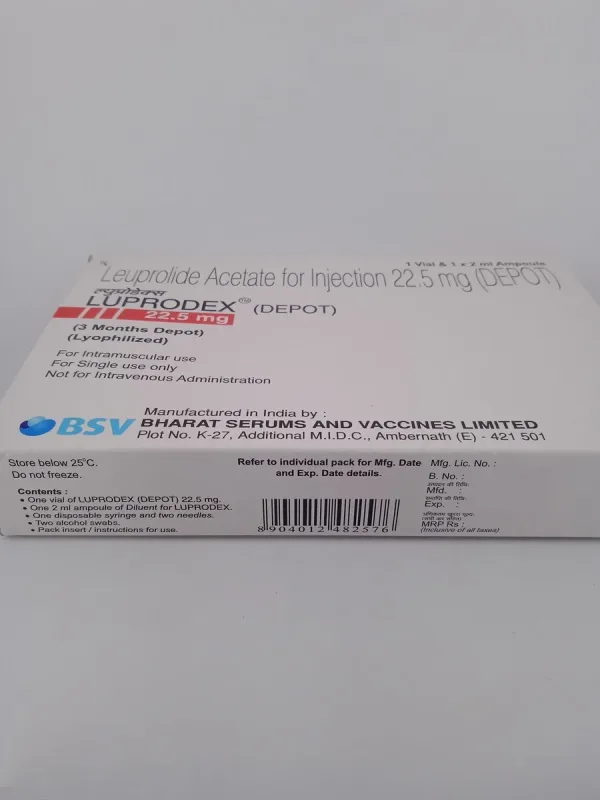 1 Vial & 1 x 2 ml Ampoule
Leuprolide Acetate for Injection 22.5 mg (DEPOT)
ल्यूप्रोडेक्स
LUPRODEX® (DEPOT)
22.5 mg
(3 Months Depot)
(Lyophilized)
For Intramuscular use
For Single use only
Not for Intravenous Administration
BSV
Manufactured in India by :
BHARAT SERUMS AND VACCINES LIMITED
Plot No. K-27, Additional M.I.D.C., Ambernath (E) - 421 501
Store below 25°C.
Do not freeze.
Contents :
• One vial of LUPRODEX (DEPOT) 22.5 mg.
• One 2 ml ampoule of Diluent for LUPRODEX.
• One disposable syringe and two needles.
• Two alcohol swabs.
• Pack insert / instructions for use.
Refer to individual pack for Mfg. Date
and Exp. Date details.
8 904012 482576
Mfg. Lic. No. :
B. No. :
Mfd. :
Exp. :
MRP Rs :
(Inclusive of all taxes)